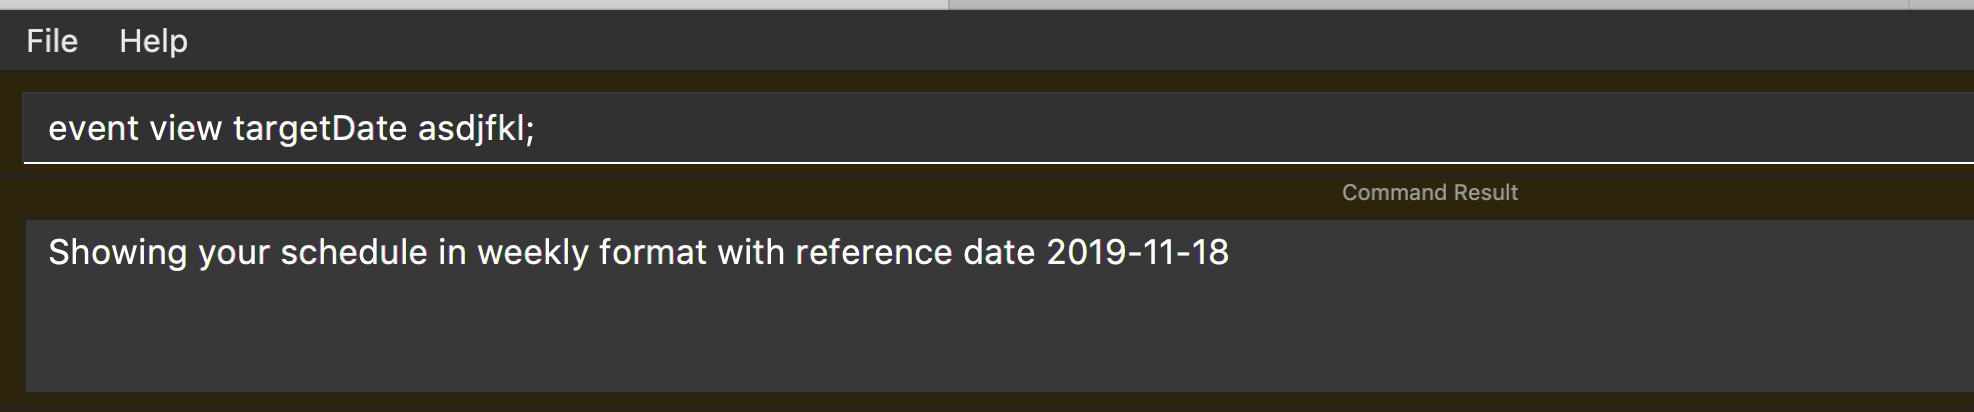 File Help
event view targetDate asdjfkl;
Command Result
Showing your schedule in weekly format with reference date 2019-11-18